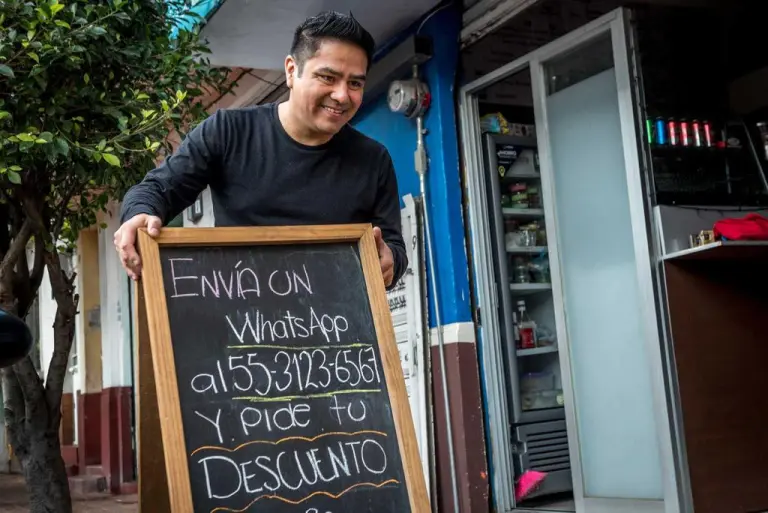 Envía un
WhatsApp
al 55-3123-6567
Y pide tu
DESCUENTO